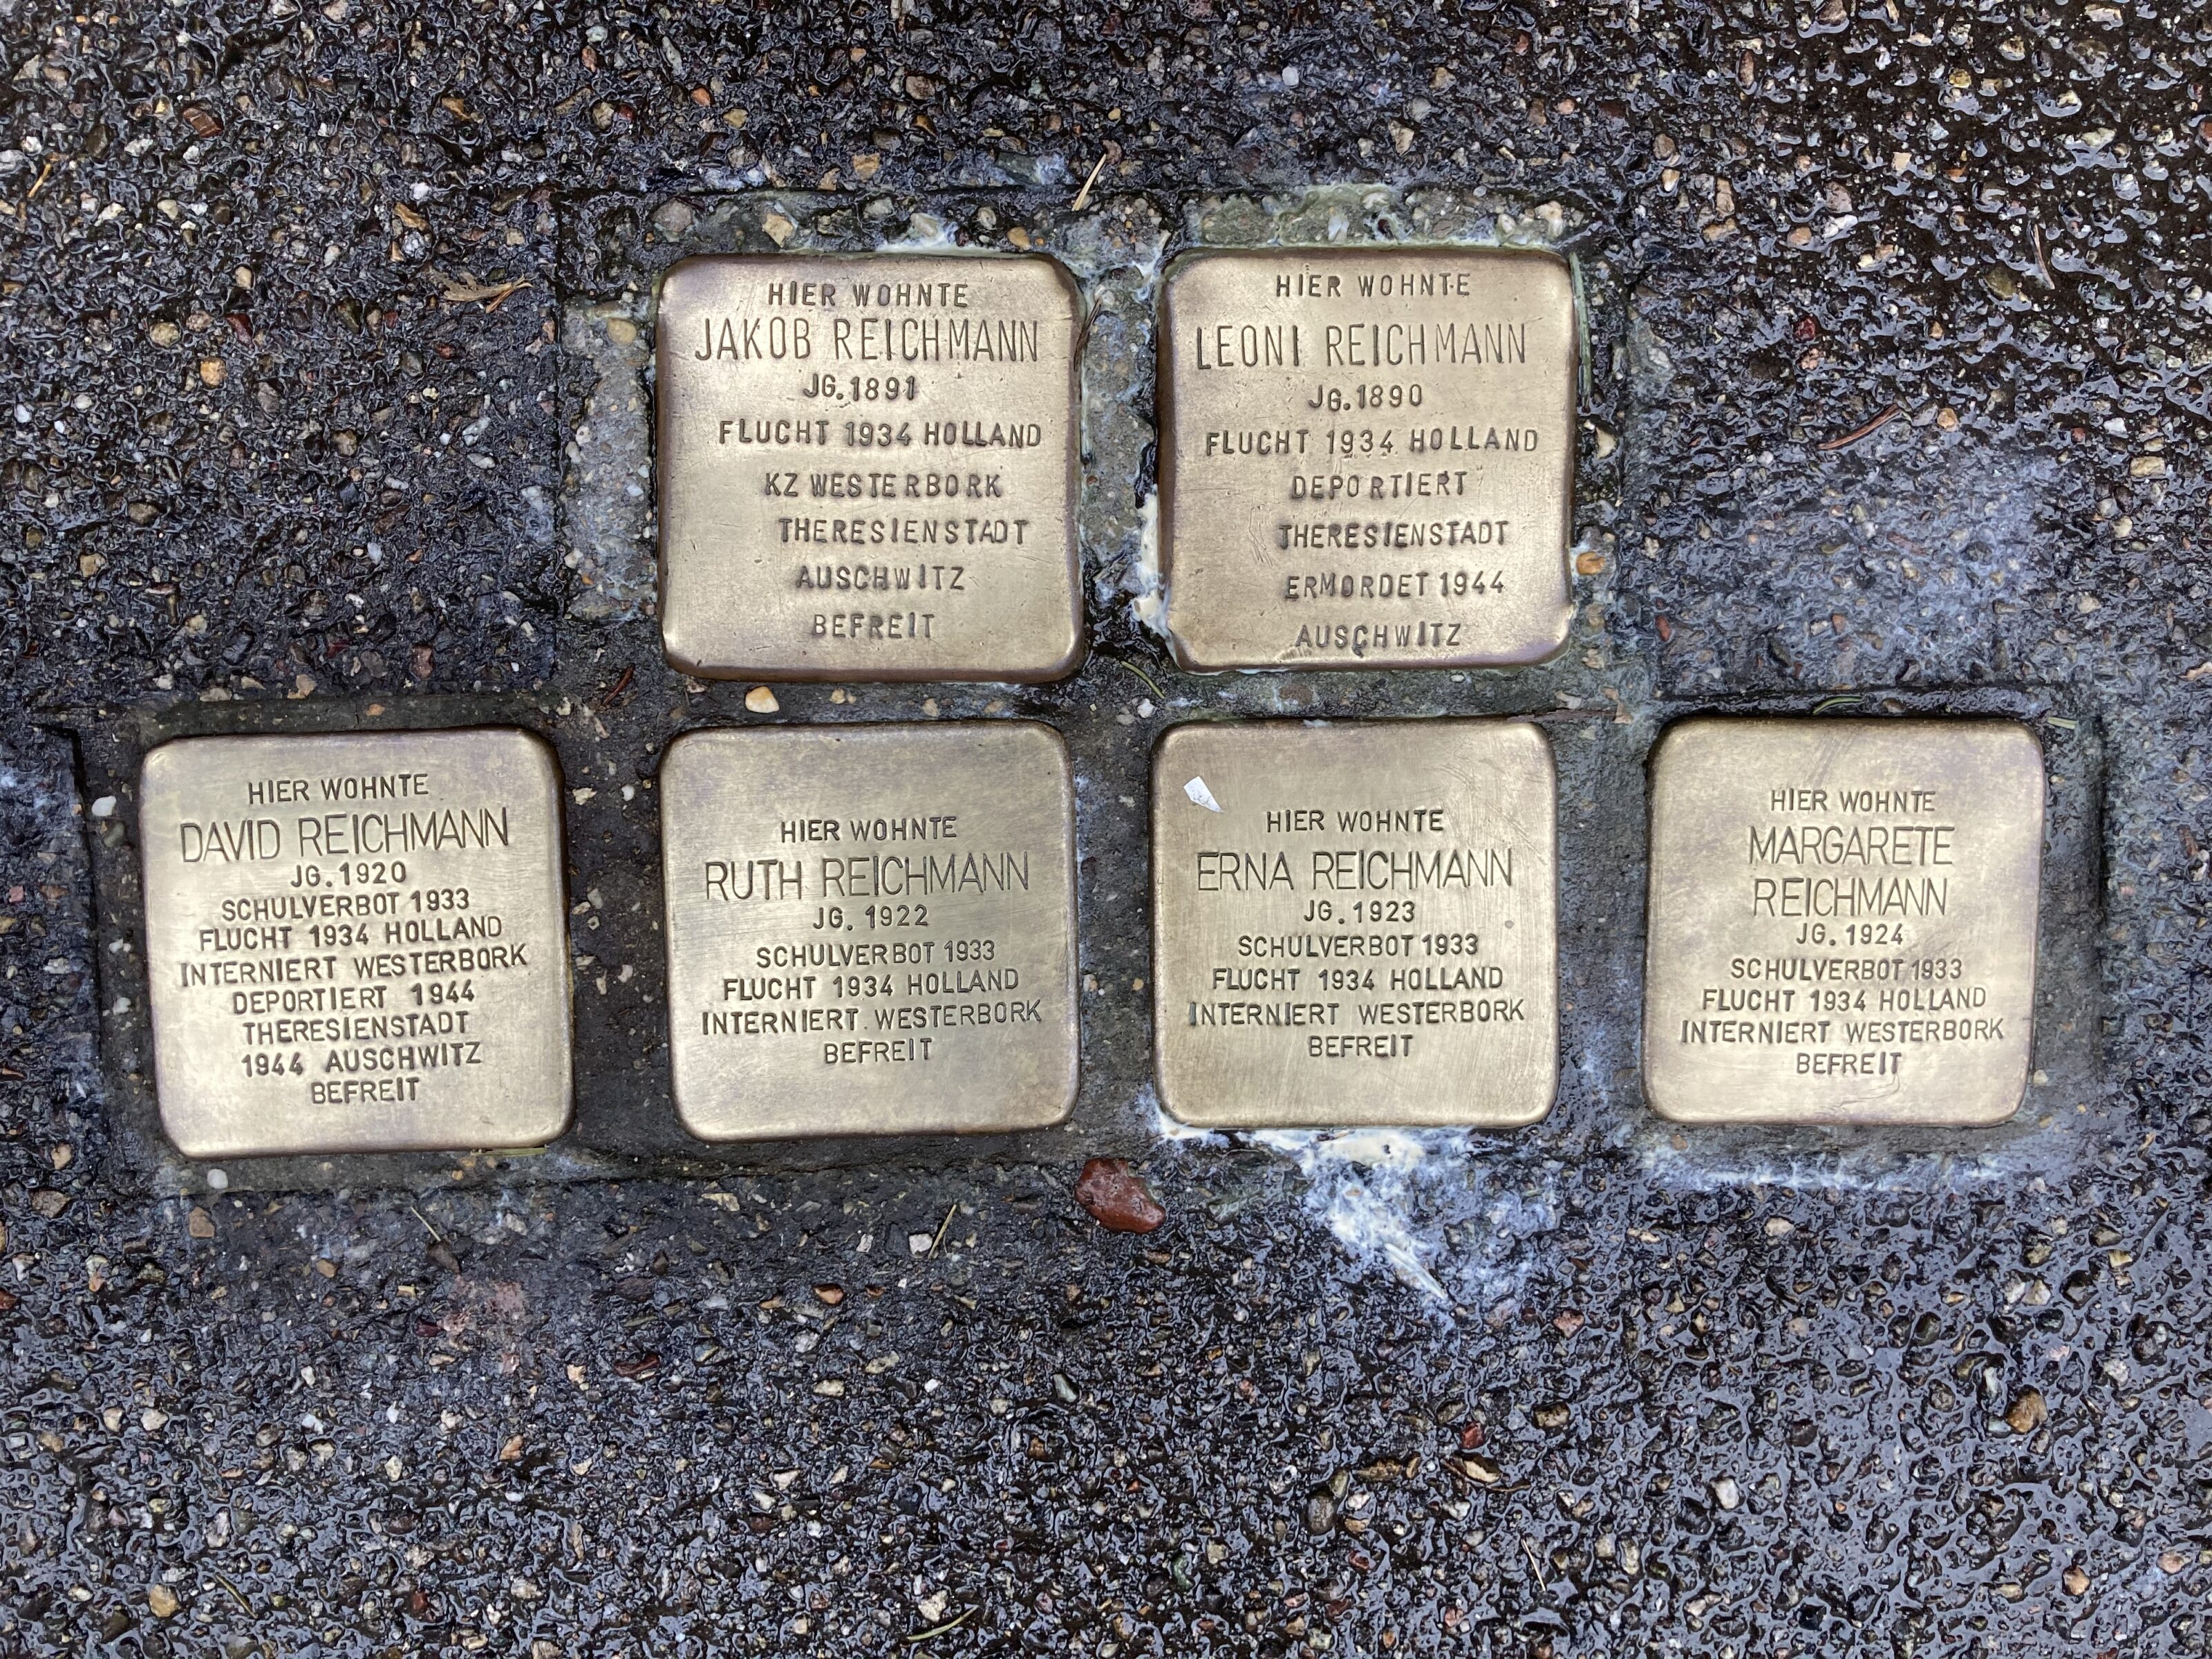 HIER WOHNTE
JAKOB REICHMANN
JG. 1891
FLUCHT 1934 HOLLAND
KZ WESTERBORK
THERESIENSTADT
AUSCHWITZ
BEFREIT
HIER WOHNTE
LEONI REICHMANN
JG. 1890
FLUCHT 1934 HOLLAND
DEPORTIERT
THERESIENSTADT
ERMORDET 1944
AUSCHWITZ
HIER WOHNTE
DAVID REICHMANN
JG. 1920
SCHULVERBOT 1933
FLUCHT 1934 HOLLAND
INTERNIERT WESTERBORK
DEPORTIERT 1944
THERESIENSTADT
1944 AUSCHWITZ
BEFREIT
HIER WOHNTE
RUTH REICHMANN
JG. 1922
SCHULVERBOT 1933
FLUCHT 1934 HOLLAND
INTERNIERT WESTERBORK
BEFREIT
HIER WOHNTE
ERNA REICHMANN
JG. 1923
SCHULVERBOT 1933
FLUCHT 1934 HOLLAND
INTERNIERT WESTERBORK
BEFREIT
HIER WOHNTE
MARGARETE
REICHMANN
JG. 1924
SCHULVERBOT 1933
FLUCHT 1934 HOLLAND
INTERNIERT WESTERBORK
BEFREIT